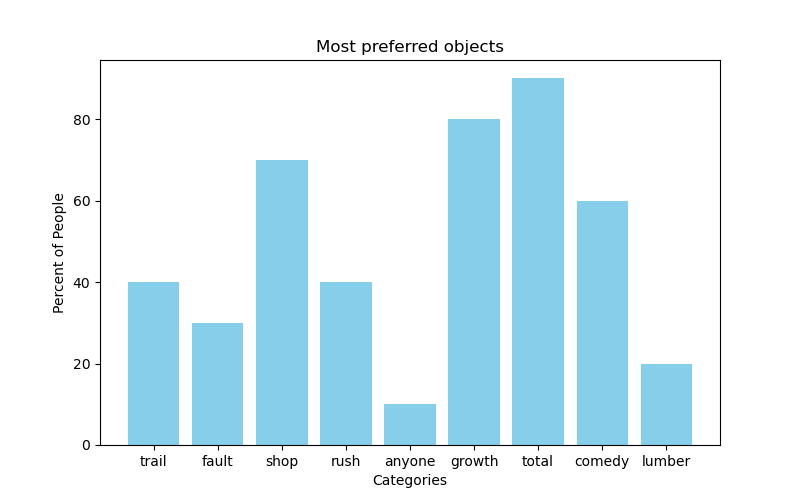 Most preferred objects
Percent of People
80
60
40
20
0
trail fault shop rush anyone growth total comedy lumber
Categories